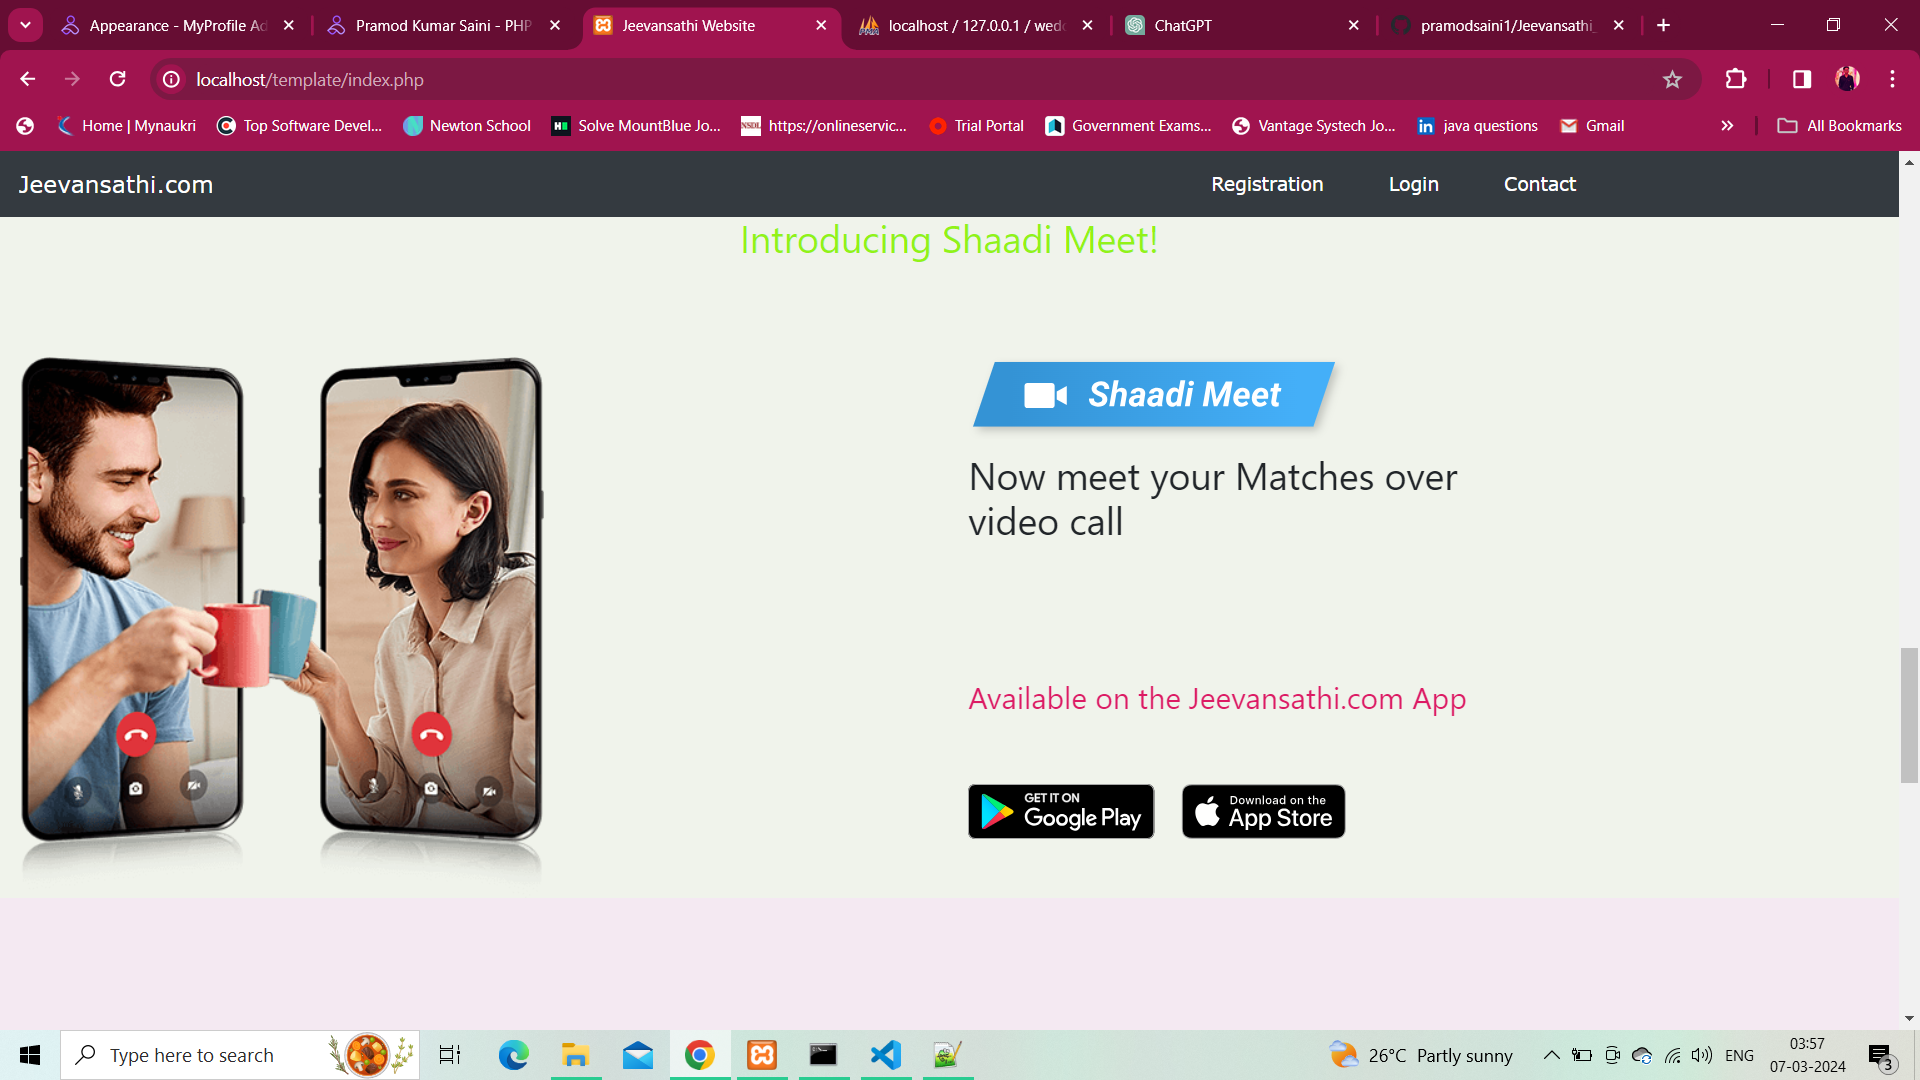 Appearance - MyProfile Ad
Pramod Kumar Saini - PHP
Jeevansathi Website
localhost / 127.0.0.1 / wedd
ChatGPT
pramodsaini1/Jeevansathi_
localhost/template/index.php
Home | Mynaukri
Top Software Devel...
Newton School
Solve MountBlue Jo...
NSDL
https://onlineservic...
Trial Portal
Government Exams...
Vantage Systech Jo...
java questions
Gmail
All Bookmarks
Jeevansathi.com
Registration
Login
Contact
Introducing Shaadi Meet!
Shaadi Meet
Now meet your Matches over
video call
Available on the Jeevansathi.com App
GET IT ON
Google Play
Download on the
App Store
Type here to search
26°C Partly sunny
ENG
03:57
07-03-2024
3